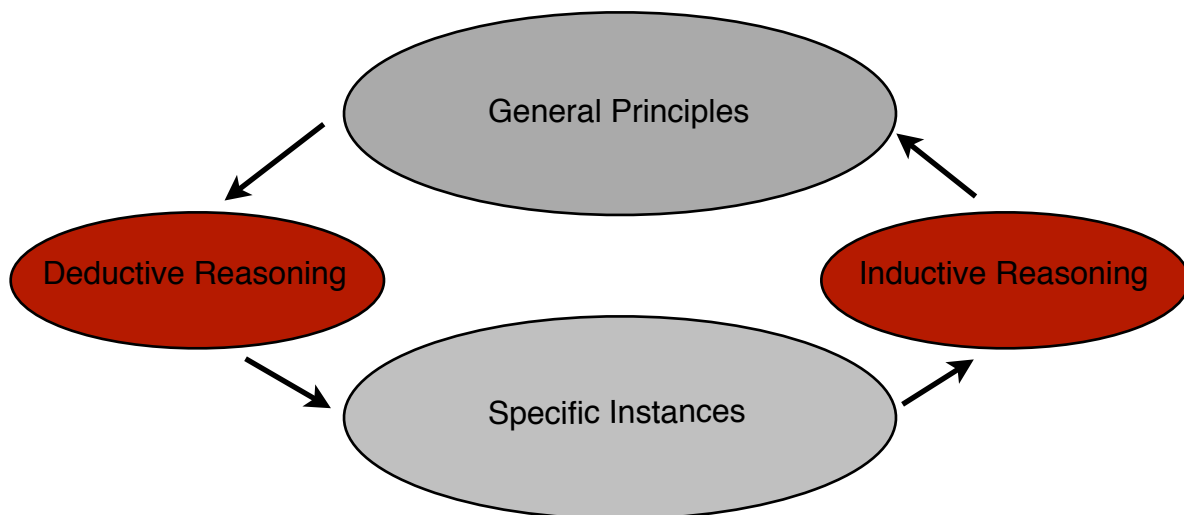 General Principles
Deductive Reasoning
Inductive Reasoning
Specific Instances